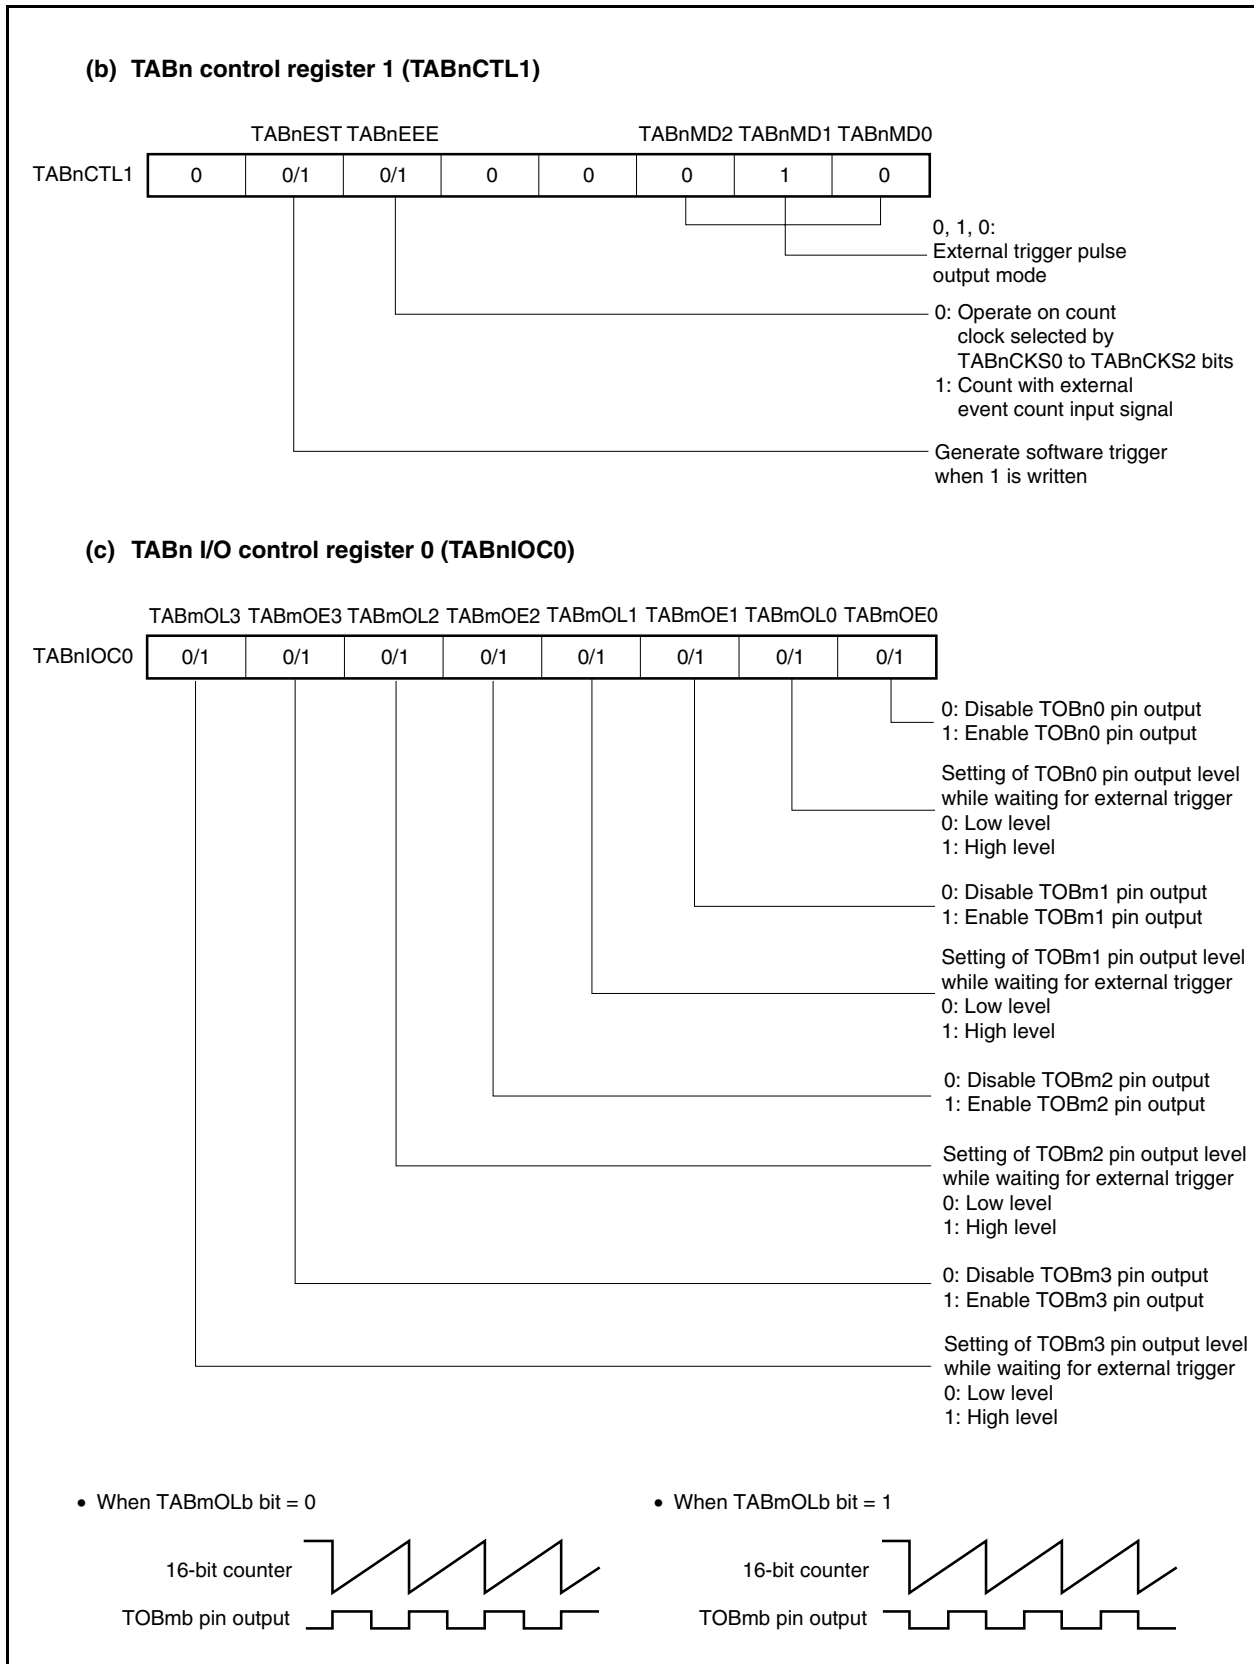 (b) TABn control register 1 (TABnCTL1)
TABnEST TABnEEE TABnMD2 TABnMD1 TABnMD0
TABnCTL1 0 0/1 0/1 0 0 0 1 0
0, 1, 0:
External trigger pulse
output mode
0: Operate on count
clock selected by
TABnCKS0 to TABnCKS2 bits
1: Count with external
event count input signal
Generate software trigger
when 1 is written
(c) TABn I/O control register 0 (TABnIOC0)
TABmOL3 TABmOE3 TABmOL2 TABmOE2 TABmOL1 TABmOE1 TABmOL0 TABmOE0
TABnIOC0 0/1 0/1 0/1 0/1 0/1 0/1 0/1 0/1
0: Disable TOBn0 pin output
1: Enable TOBn0 pin output
Setting of TOBn0 pin output level
while waiting for external trigger
0: Low level
1: High level
0: Disable TOBm1 pin output
1: Enable TOBm1 pin output
Setting of TOBm1 pin output level
while waiting for external trigger
0: Low level
1: High level
0: Disable TOBm2 pin output
1: Enable TOBm2 pin output
Setting of TOBm2 pin output level
while waiting for external trigger
0: Low level
1: High level
0: Disable TOBm3 pin output
1: Enable TOBm3 pin output
Setting of TOBm3 pin output level
while waiting for external trigger
0: Low level
1: High level
• When TABmOLb bit = 0
16-bit counter
TOBmb pin output
• When TABmOLb bit = 1
16-bit counter
TOBmb pin output